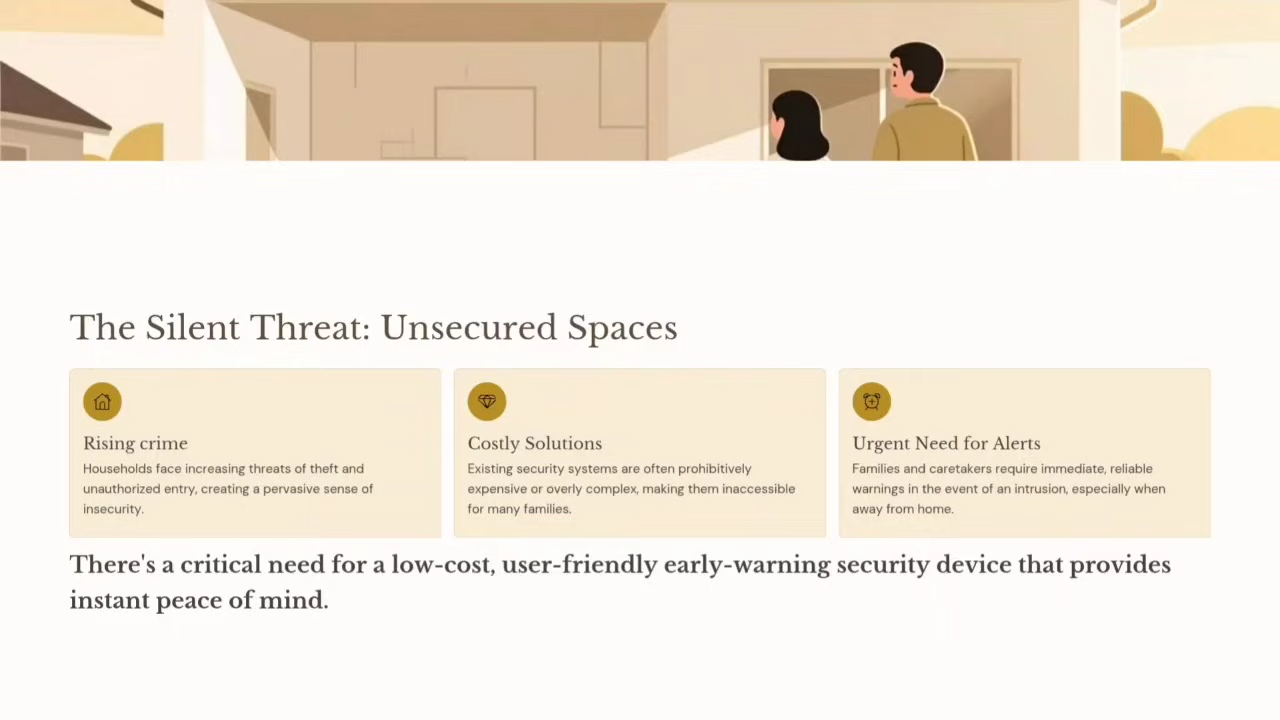 The Silent Threat: Unsecured Spaces
Rising crime
Households face increasing threats of theft and
unauthorized entry, creating a pervasive sense of
insecurity.
Costly Solutions
Existing security systems are often prohibitively
expensive or overly complex, making them inaccessible
for many families.
Urgent Need for Alerts
Families and caretakers require immediate, reliable
warnings in the event of an intrusion, especially when
away from home.
There's a critical need for a low-cost, user-friendly early-warning security device that provides
instant peace of mind.